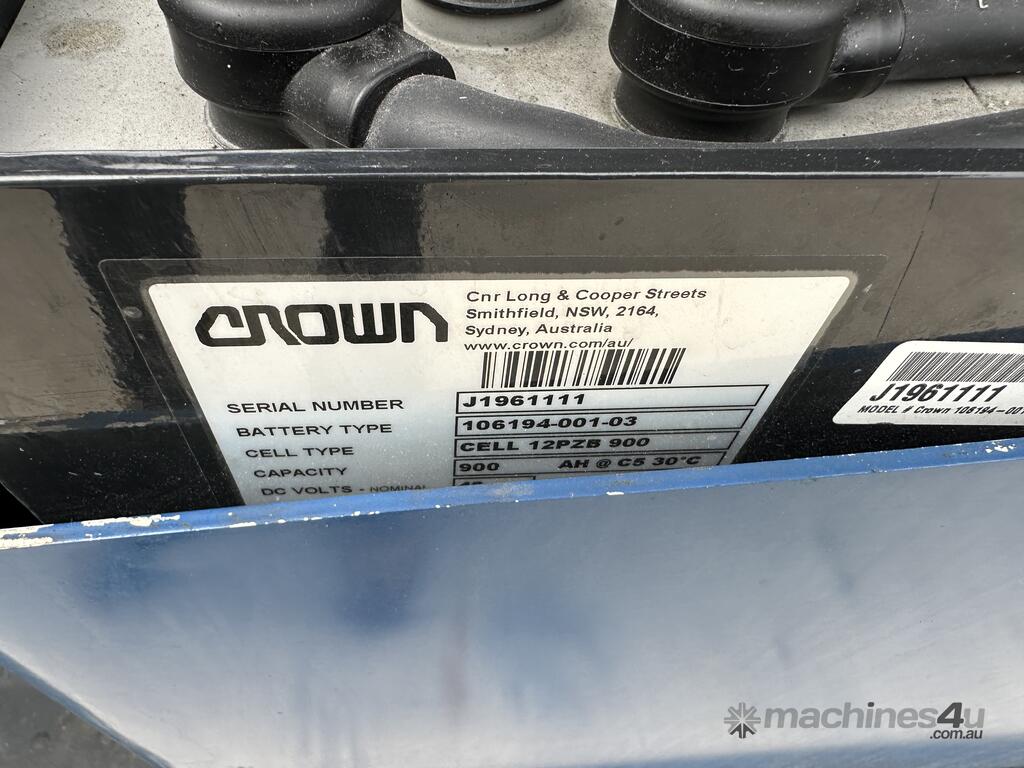 CROWN
Cnr Long & Cooper Streets
Smithfield, NSW, 2164,
Sydney, Australia
www.crown.com/au/
SERIAL NUMBER J1961111
BATTERY TYPE 106194-001-03
CELL TYPE CELL 12PZB 900
CAPACITY 900 AH @ C5 30°C
DC VOLTS - NOMINAL
J1961111
MODEL # Crown 106194-001
machines4u
.com.au